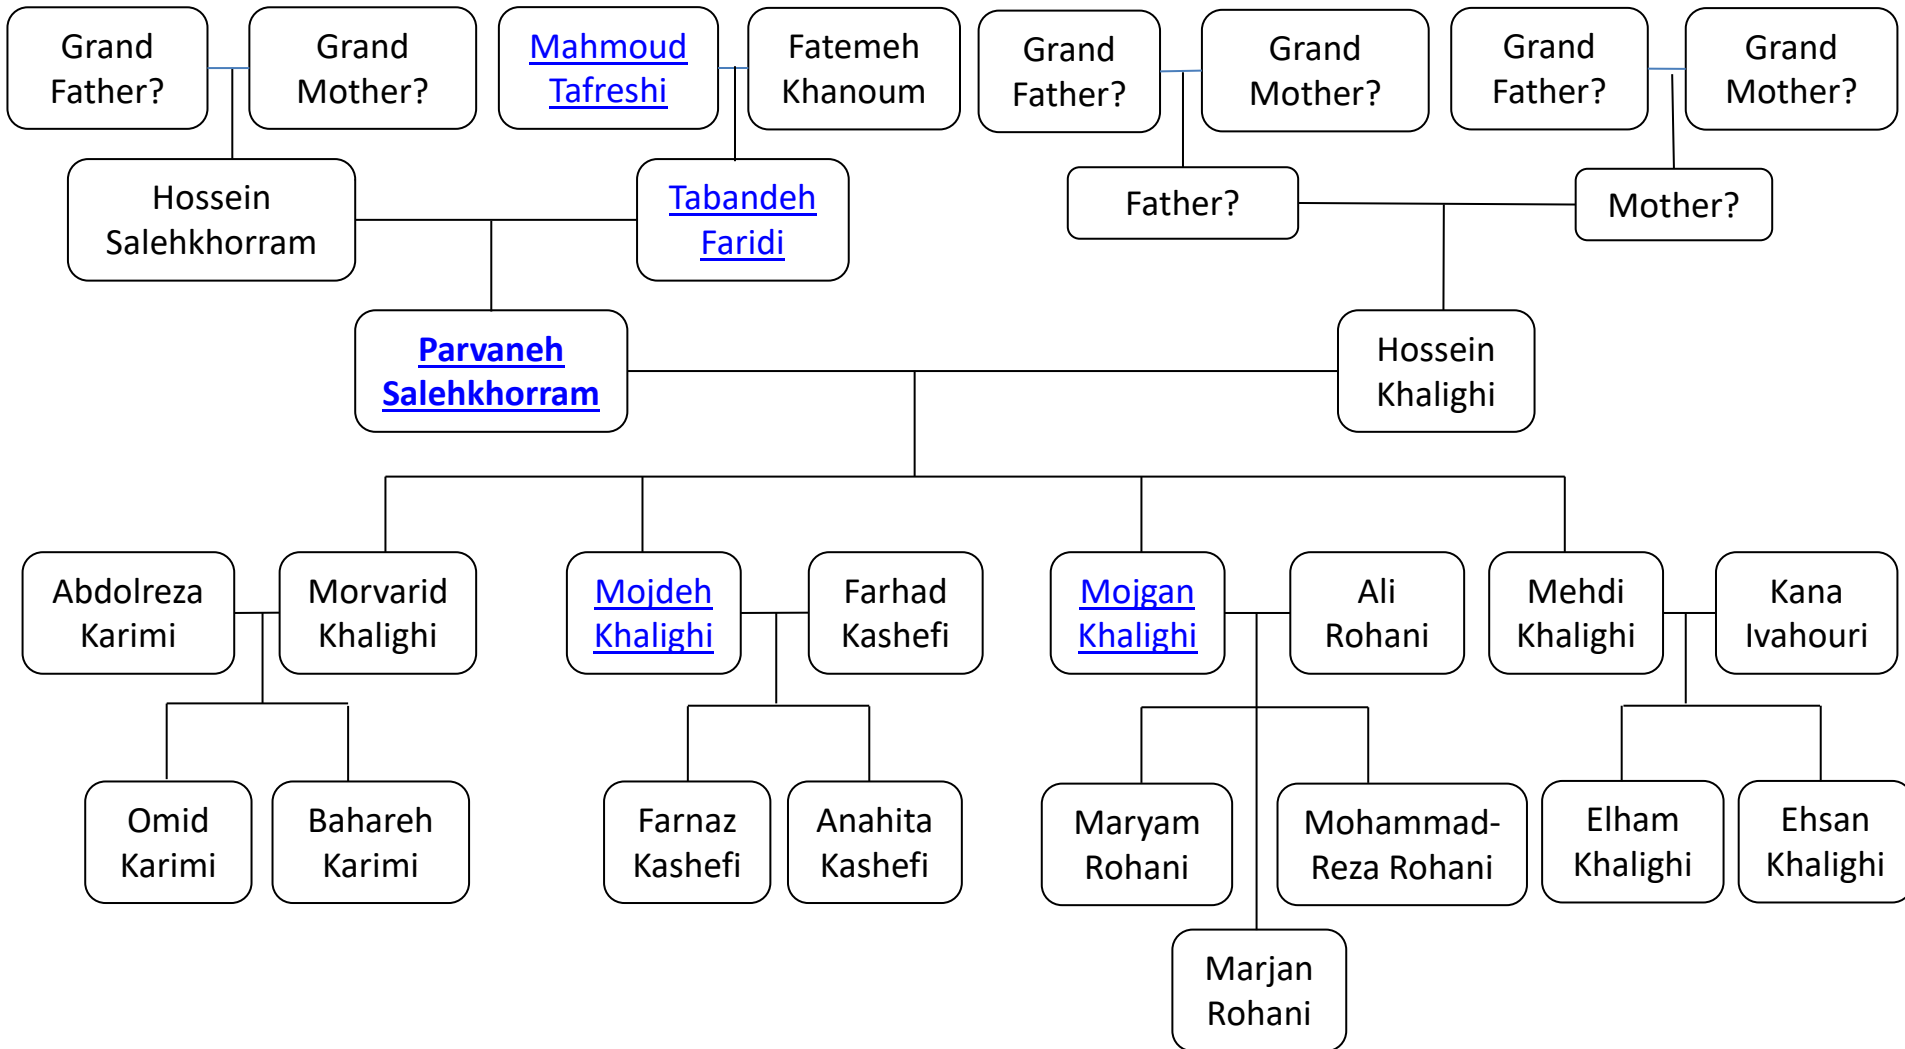 Grand
Father?
Grand
Mother?
Mahmoud
Tafreshi
Fatemeh
Khanoum
Grand
Father?
Grand
Mother?
Grand
Father?
Grand
Mother?
Hossein
Salehkhorram
Tabandeh
Faridi
Father?
Mother?
Parvaneh
Salehkhorram
Hossein
Khalighi
Abdolreza
Karimi
Morvarid
Khalighi
Mojdeh
Khalighi
Farhad
Kashefi
Mojgan
Khalighi
Ali
Rohani
Mehdi
Khalighi
Kana
Ivahouri
Omid
Karimi
Bahareh
Karimi
Farnaz
Kashefi
Anahita
Kashefi
Maryam
Rohani
Mohammad-
Reza Rohani
Elham
Khalighi
Ehsan
Khalighi
Marjan
Rohani